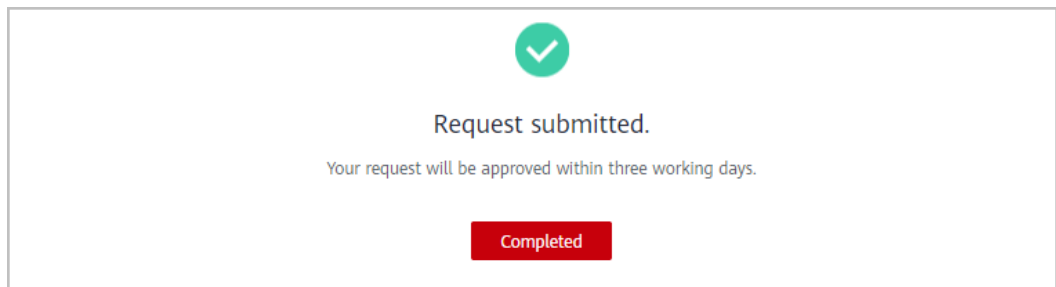 Request submitted.
Your request will be approved within three working days.
Completed